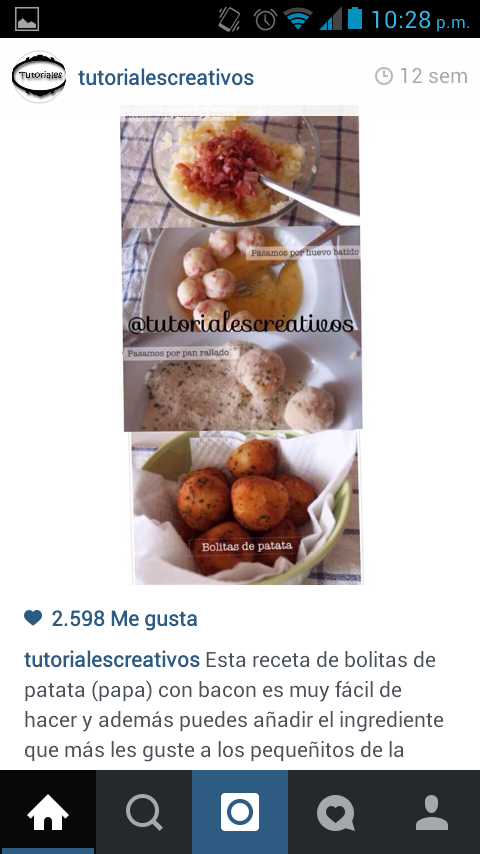 10:28 p.m.
Tutoriales
tutorialescreativos
12 sem
Pasamos por huevo batido
@tutorialescreativos
Pasamos por pan rallado
Bolitas de patata
2.598 Me gusta
tutorialescreativos Esta receta de bolitas de
patata (papa) con bacon es muy fácil de
hacer y además puedes añadir el ingrediente
que más les guste a los pequeñitos de la